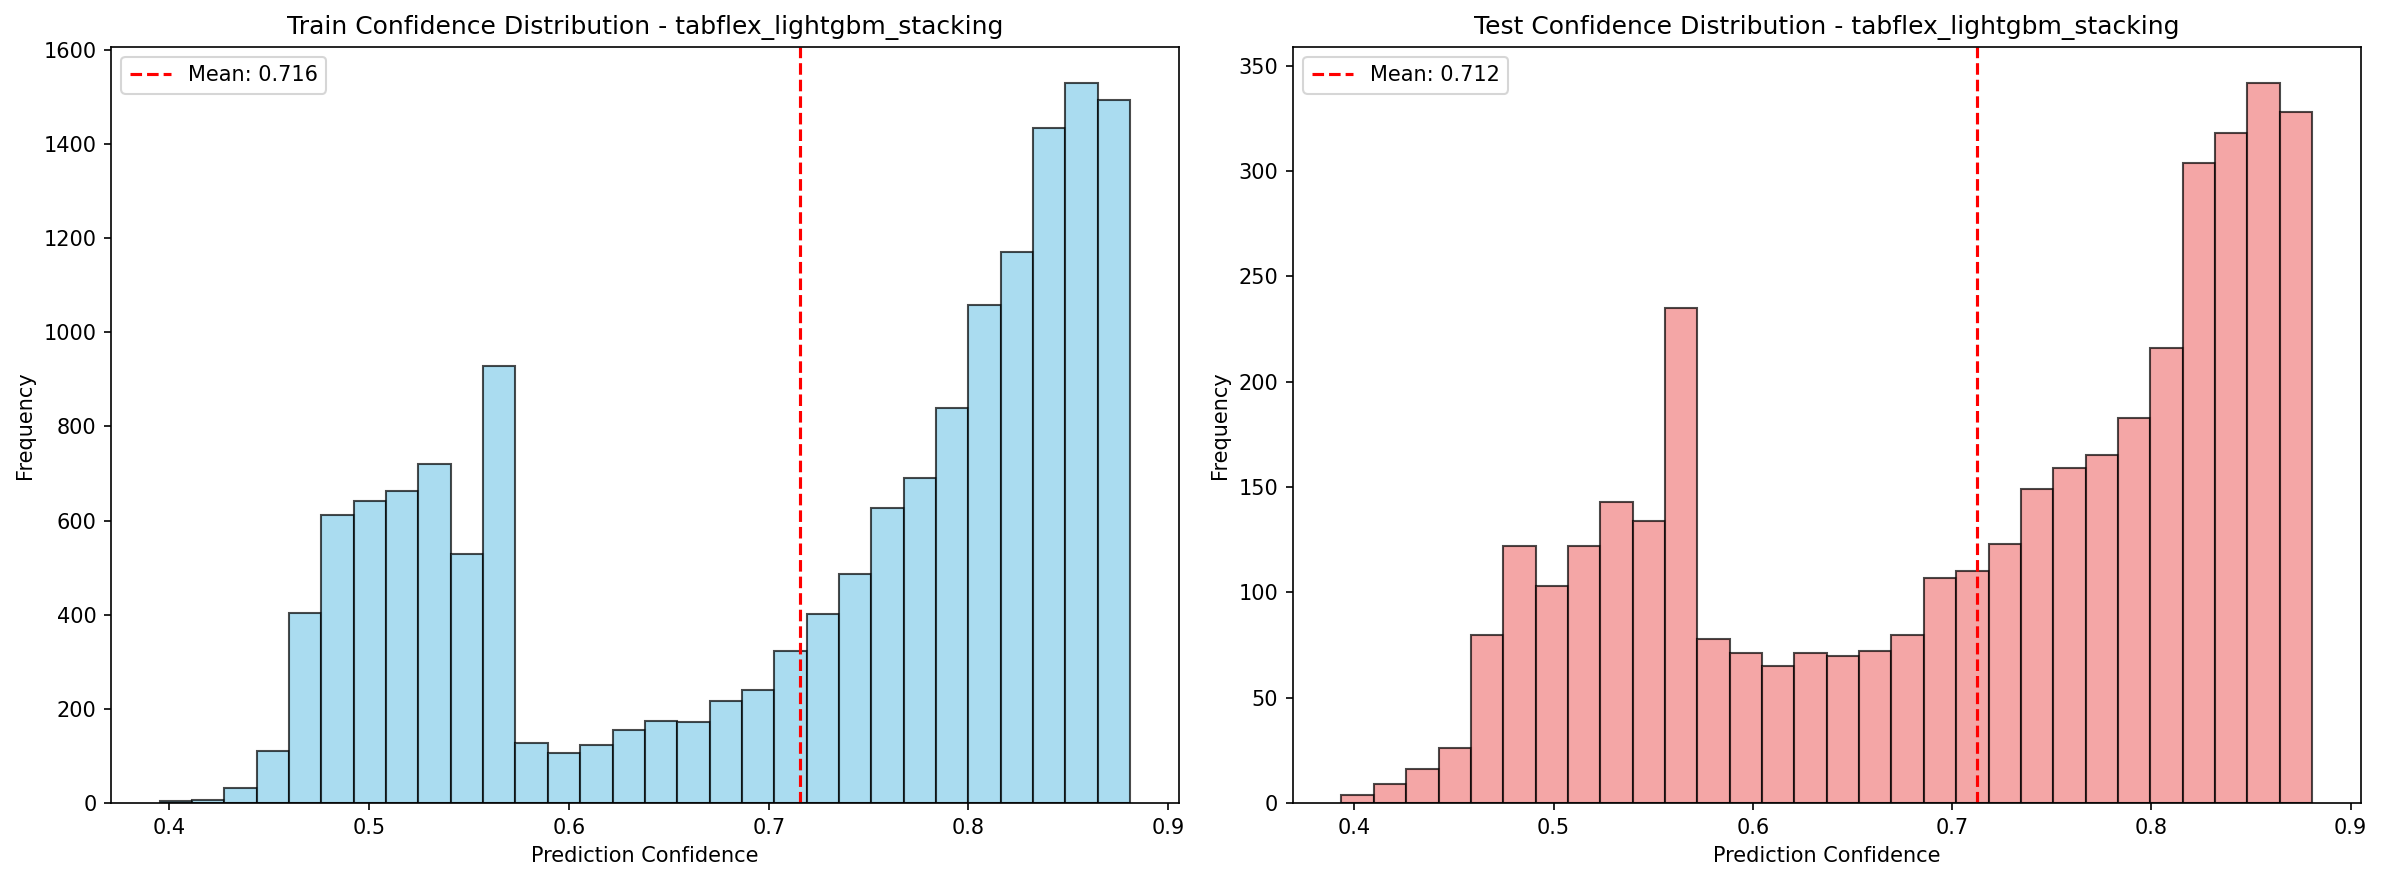 Train Confidence Distribution - tabflex_lightgbm_stacking
Mean: 0.716
1600
1400
1200
1000
800
600
400
200
0
Frequency
0.4 0.5 0.6 0.7 0.8 0.9
Prediction Confidence
Test Confidence Distribution - tabflex_lightgbm_stacking
Mean: 0.712
350
300
250
200
150
100
50
0
Frequency
0.4 0.5 0.6 0.7 0.8 0.9
Prediction Confidence